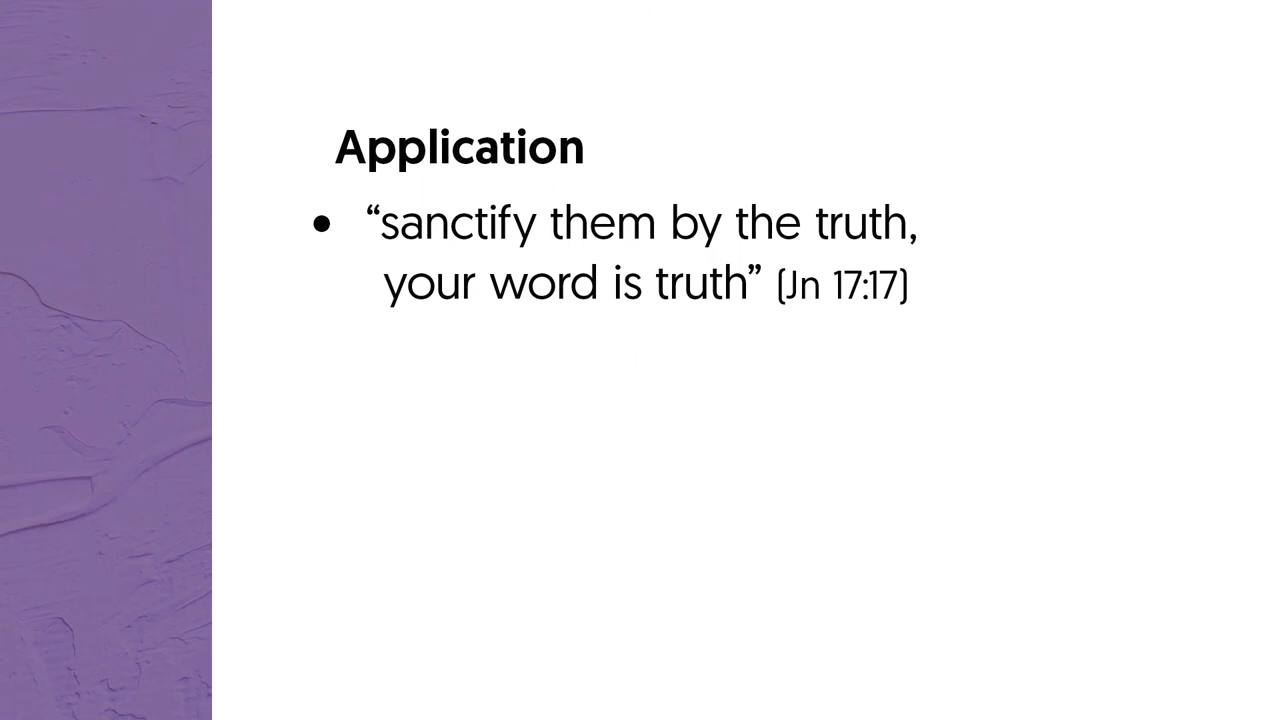 Application
• “sanctify them by the truth,
your word is truth” (Jn 17:17)